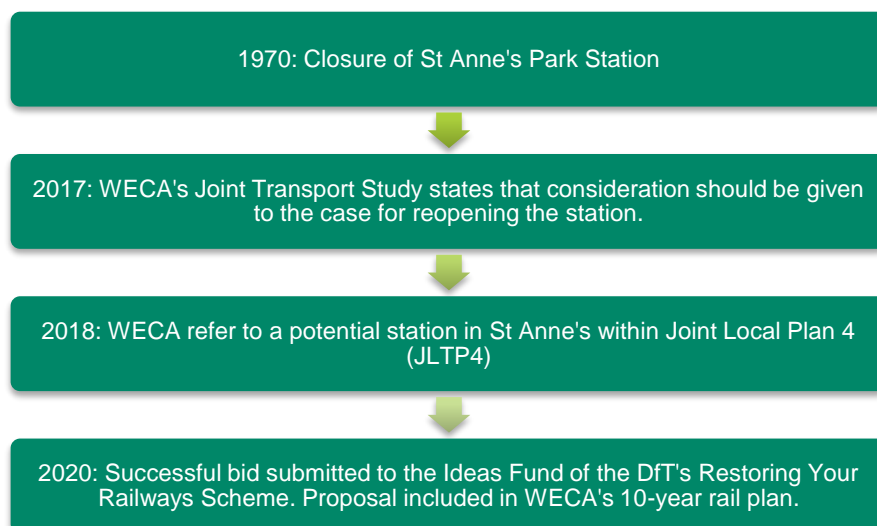 1970: Closure of St Anne's Park Station
2017: WECA's Joint Transport Study states that consideration should be given
to the case for reopening the station.
2018: WECA refer to a potential station in St Anne's within Joint Local Plan 4
(JLTP4)
2020: Successful bid submitted to the Ideas Fund of the DfT's Restoring Your
Railways Scheme. Proposal included in WECA's 10-year rail plan.